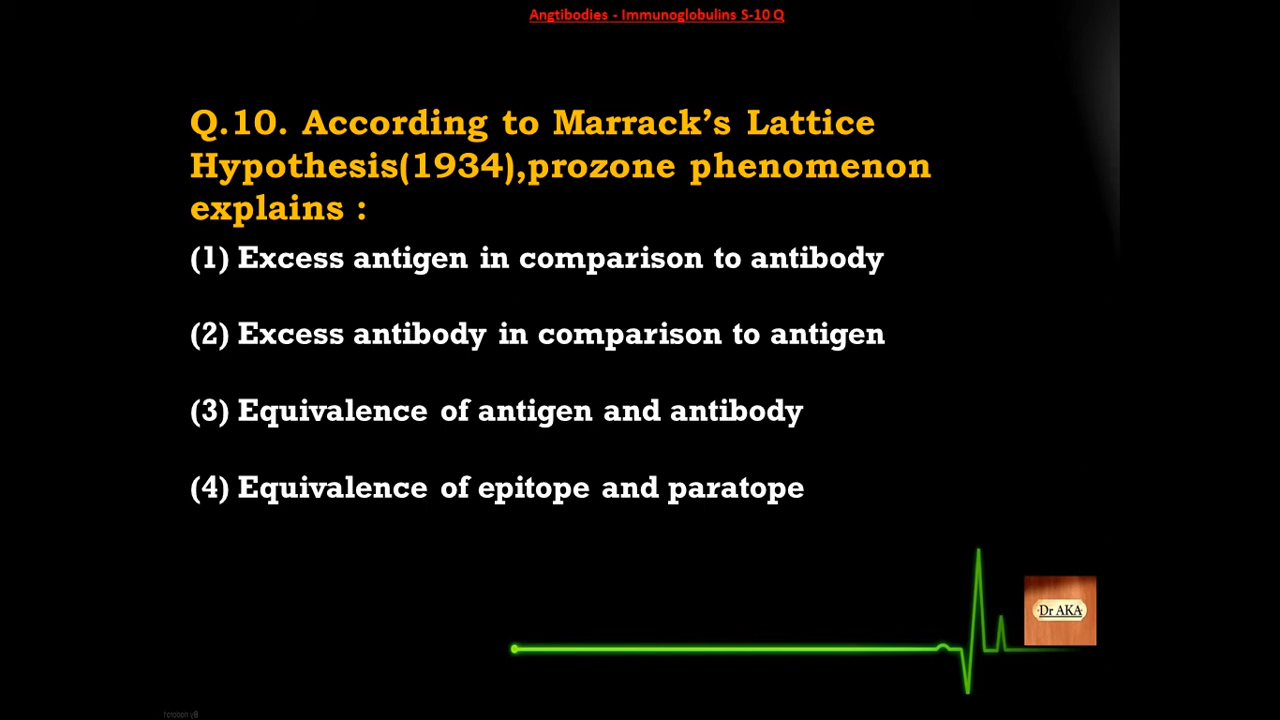 Angtibodies - Immunoglobulins S-10 Q
Q.10. According to Marrack’s Lattice
Hypothesis(1934),prozone phenomenon
explains :
(1) Excess antigen in comparison to antibody
(2) Excess antibody in comparison to antigen
(3) Equivalence of antigen and antibody
(4) Equivalence of epitope and paratope
Dr AKA